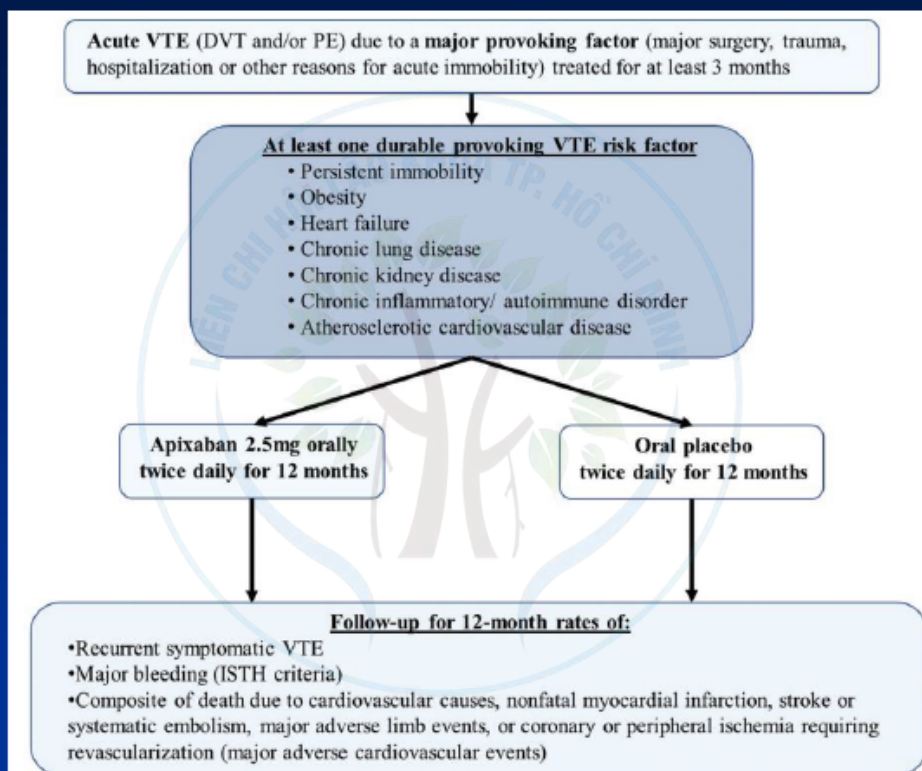 Acute VTE (DVT and/or PE) due to a major provoking factor (major surgery, trauma,
hospitalization or other reasons for acute immobility) treated for at least 3 months
At least one durable provoking VTE risk factor
• Persistent immobility
• Obesity
• Heart failure
• Chronic lung disease
• Chronic kidney disease
• Chronic inflammatory/ autoimmune disorder
• Atherosclerotic cardiovascular disease
Apixaban 2.5mg orally
twice daily for 12 months
Oral placebo
twice daily for 12 months
Follow-up for 12-month rates of:
•Recurrent symptomatic VTE
•Major bleeding (ISTH criteria)
•Composite of death due to cardiovascular causes, nonfatal myocardial infarction, stroke or
systematic embolism, major adverse limb events, or coronary or peripheral ischemia requiring
revascularization (major adverse cardiovascular events)